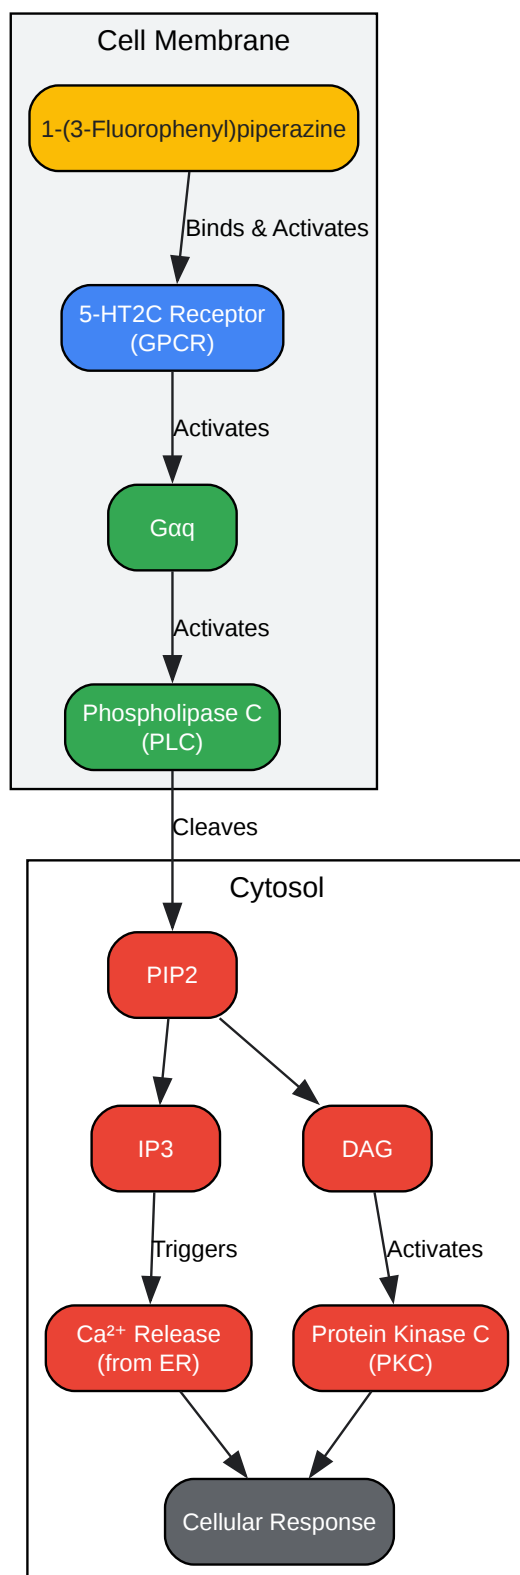 Cell Membrane
1-(3-Fluorophenyl)piperazine
Binds & Activates
5-HT2C Receptor
(GPCR)
Activates
Gαq
Activates
Phospholipase C
(PLC)
Cleaves
Cytosol
PIP2
IP3
DAG
Triggers
Activates
Ca²⁺ Release
(from ER)
Protein Kinase C
(PKC)
Cellular Response